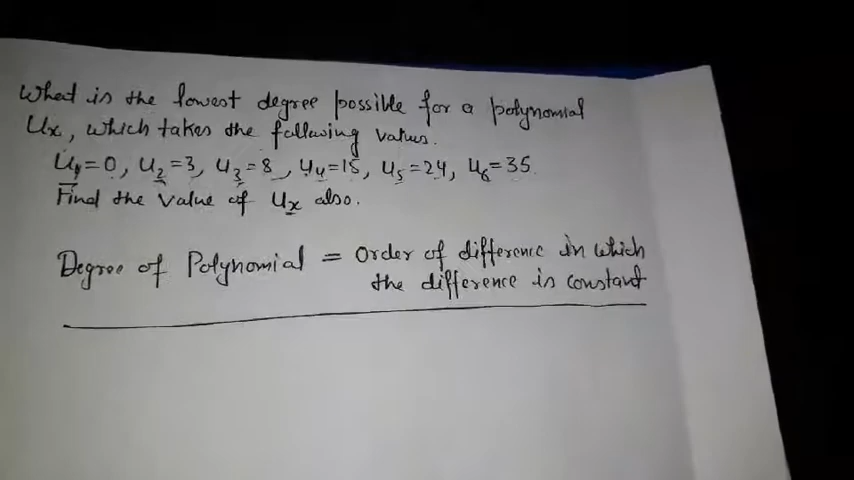 What is the lowest degree possible for a polynomial
Ux, which takes the following values.
U1=0, U2=3, U3=8, U4=15, U5=24, U6=35
Find the value of Ux also.
Degree of Polynomial = Order of difference in which
the difference is constant